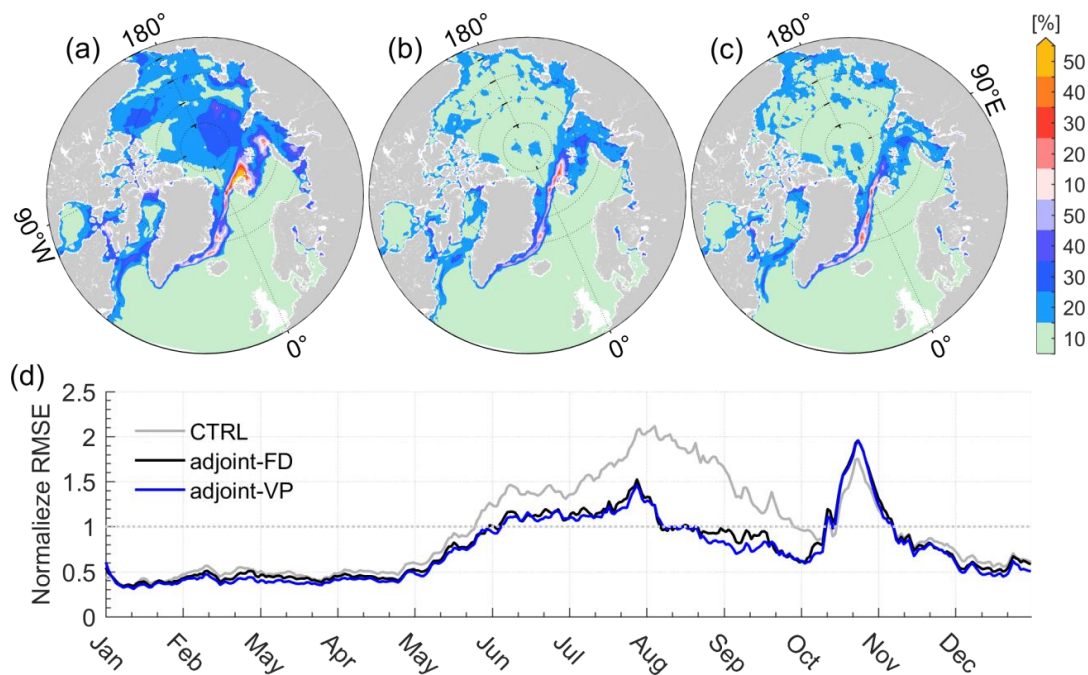 (a) 180° (b) 180° (c) 180° [%]
90°E
90°W
0° 0° 0°
50
40
30
20
10
50
40
30
20
10
(d)
Normalieze RMSE
2.5
2
1.5
1
0.5
0
CTRL
adjoint-FD
adjoint-VP
Jan Feb May Apr May Jun Jul Aug Sep Oct Nov Dec